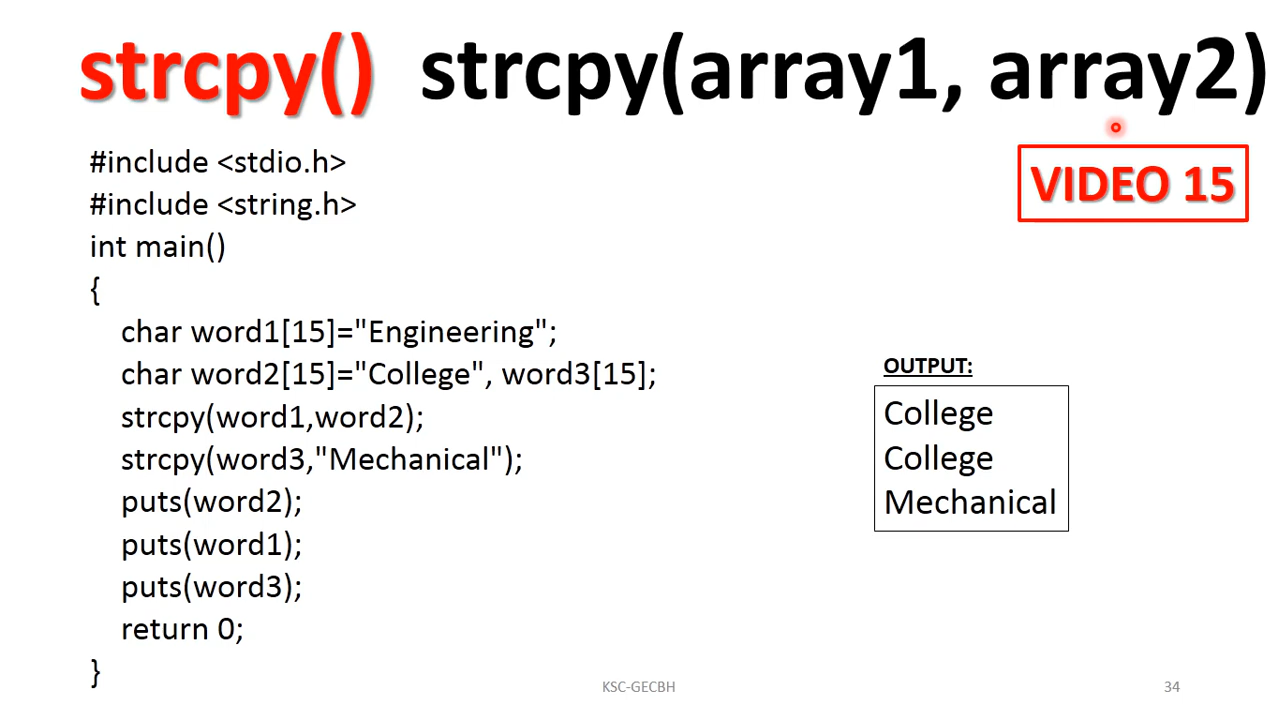 strcpy() strcpy(array1, array2)
VIDEO 15
#include <stdio.h>
#include <string.h>
int main()
{
char word1[15]="Engineering";
char word2[15]="College", word3[15];
strcpy(word1,word2);
strcpy(word3,"Mechanical");
puts(word2);
puts(word1);
puts(word3);
return 0;
}
OUTPUT:
College
College
Mechanical
KSC-GECBH
34